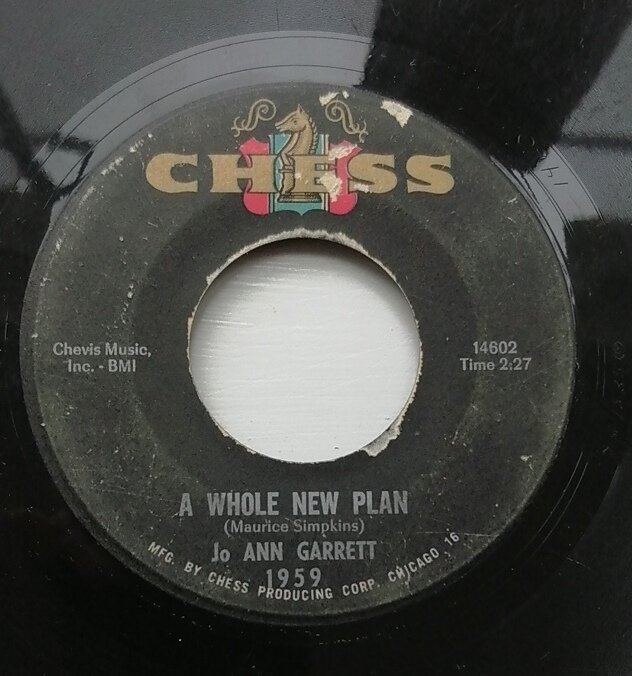 CHESS
Chevis Music,
Inc. - BMI
14602
Time 2:27
A WHOLE NEW PLAN
(Maurice Simpkins)
Jo ANN GARRETT
1959
MFG. BY CHESS PRODUCING CORP. CHICAGO 16